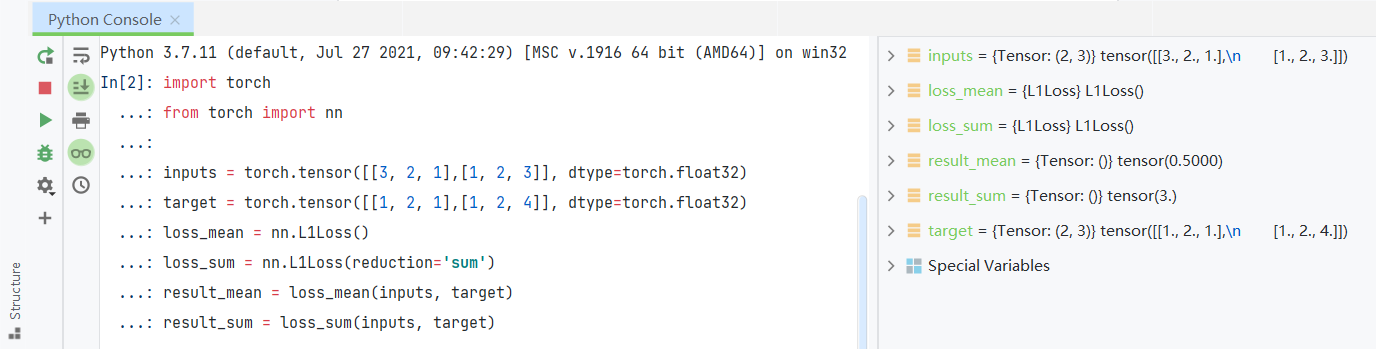 Python Console
Python 3.7.11 (default, Jul 27 2021, 09:42:29) [MSC v.1916 64 bit (AMD64)] on win32
In[2]: import torch
...: from torch import nn
...:
...: inputs = torch.tensor([[3, 2, 1],[1, 2, 3]], dtype=torch.float32)
...: target = torch.tensor([[1, 2, 1],[1, 2, 4]], dtype=torch.float32)
...: loss_mean = nn.L1Loss()
...: loss_sum = nn.L1Loss(reduction='sum')
...: result_mean = loss_mean(inputs, target)
...: result_sum = loss_sum(inputs, target)
inputs = {Tensor: (2, 3)} tensor([[3., 2., 1.],\n        [1., 2., 3.]])
loss_mean = {L1Loss} L1Loss()
loss_sum = {L1Loss} L1Loss()
result_mean = {Tensor: ()} tensor(0.5000)
result_sum = {Tensor: ()} tensor(3.)
target = {Tensor: (2, 3)} tensor([[1., 2., 1.],\n        [1., 2., 4.]])
Special Variables
Structure